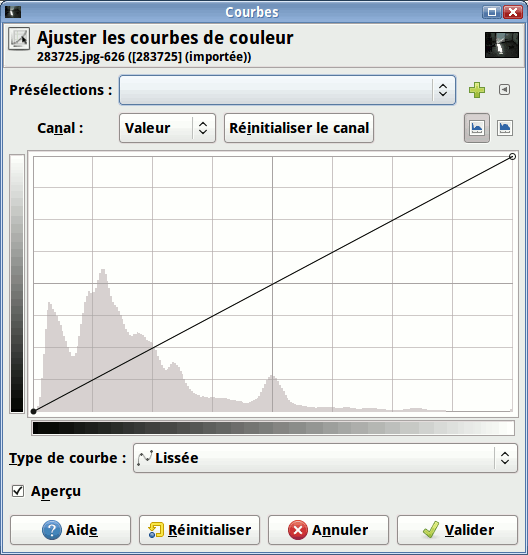 Courbes
Ajuster les courbes de couleur
283725.jpg-626 ([283725] (importée))
Présélections :
Canal : Valeur Réinitialiser le canal
Type de courbe : Lissée
Aperçu
Aide Réinitialiser Annuler Valider